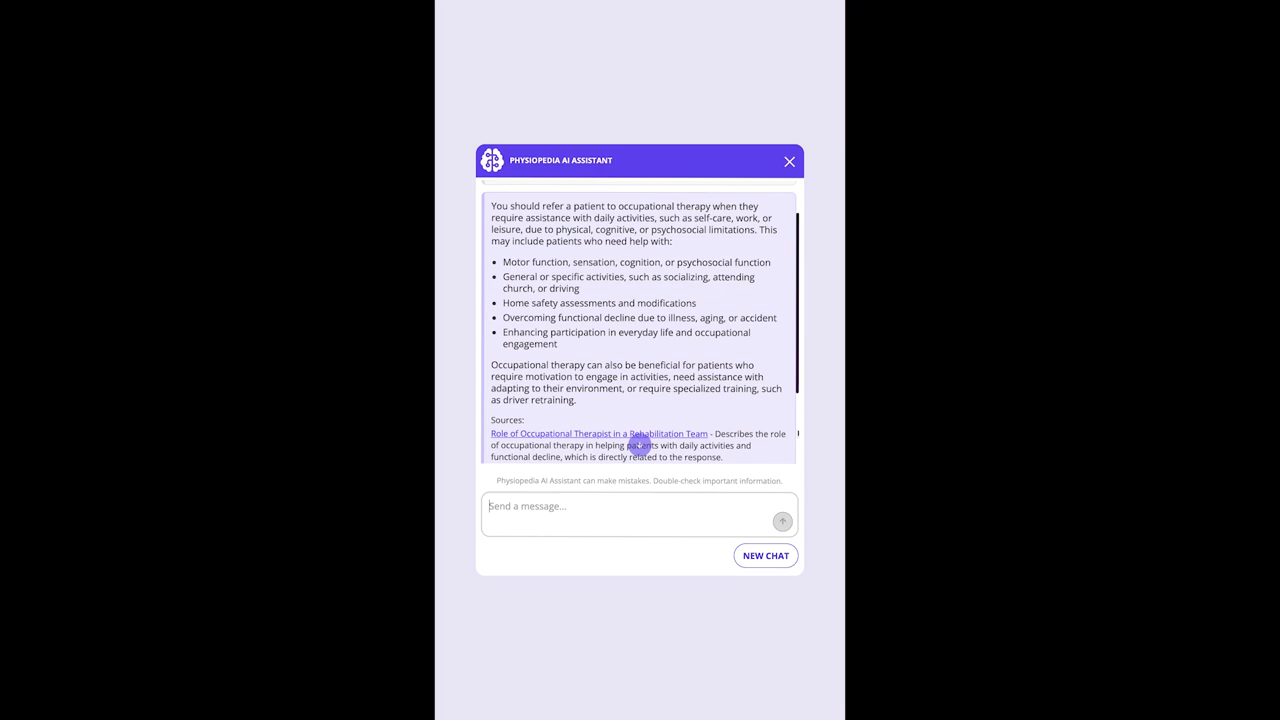 PHYSIOPEDIA AI ASSISTANT
You should refer a patient to occupational therapy when they
require assistance with daily activities, such as self-care, work, or
leisure, due to physical, cognitive, or psychosocial limitations. This
may include patients who need help with:
• Motor function, sensation, cognition, or psychosocial function
• General or specific activities, such as socializing, attending
church, or driving
• Home safety assessments and modifications
• Overcoming functional decline due to illness, aging, or accident
• Enhancing participation in everyday life and occupational
engagement
Occupational therapy can also be beneficial for patients who
require motivation to engage in activities, need assistance with
adapting to their environment, or require specialized training, such
as driver retraining.
Sources:
Role of Occupational Therapist in a Rehabilitation Team - Describes the role
of occupational therapy in helping patients with daily activities and
functional decline, which is directly related to the response.
Physiopedia AI Assistant can make mistakes. Double-check important information.
Send a message...
NEW CHAT